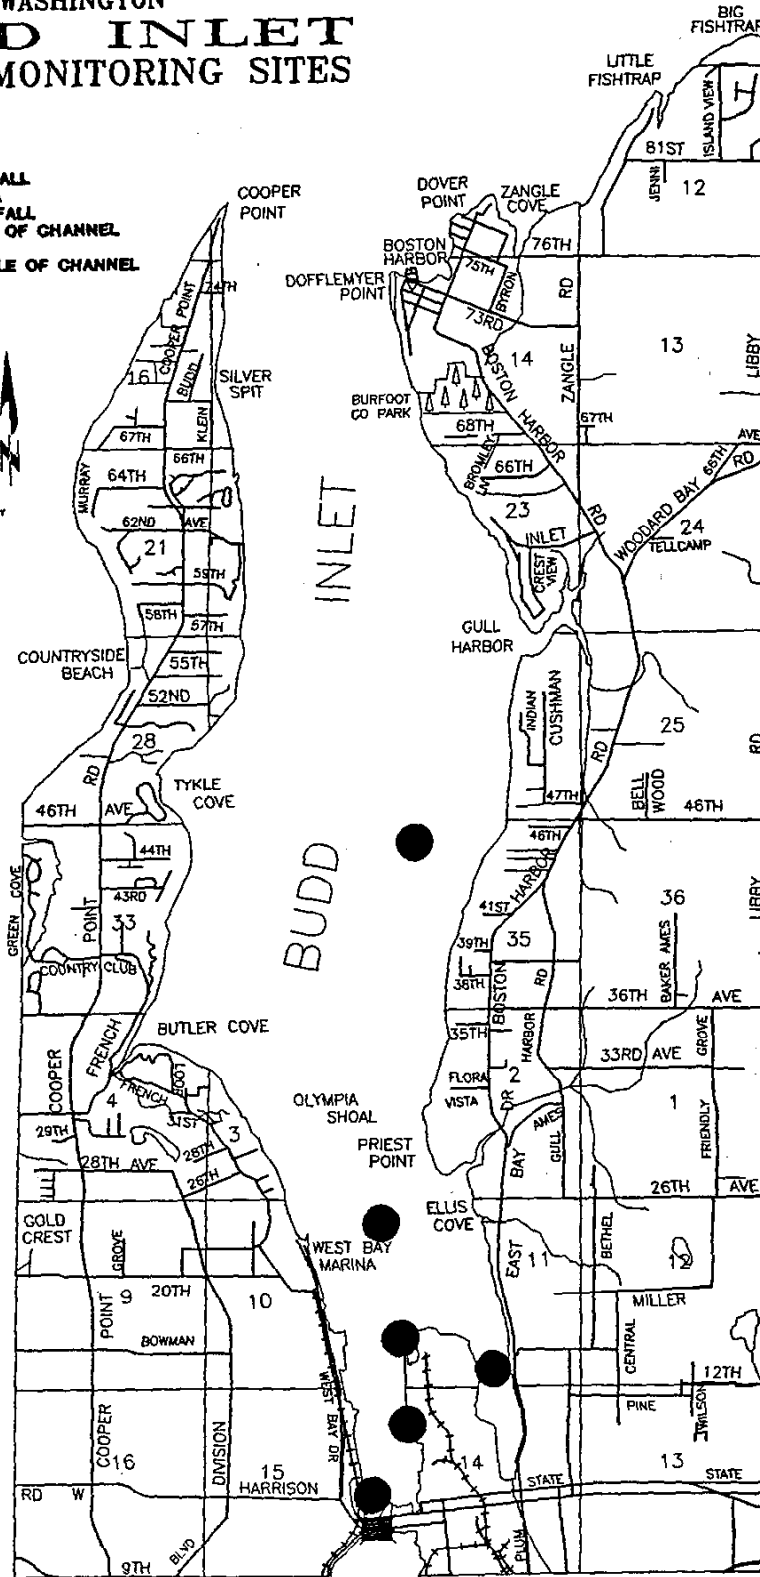 WASHINGTON
D INLET
MONITORING SITES
ALL
FALL
OF CHANNEL
LE OF CHANNEL
N
BIG
FISHTRAP
LITTLE
FISHTRAP
ISLAND VIEW
81ST
JENNI
12
COOPER
POINT
DOVER
POINT
ZANGLE
COVE
76TH
BOSTON
HARBOR
75TH
BYRON
DOFFLEMYER
POINT
73RD
RD
ZANGLE
14
13
LIBBY
74TH
COOPER POINT
BUDD
16
SILVER
SPIT
KLEIN
BURFOOT
CO PARK
BOSTON HARBOR RD
67TH
68TH
67TH
AVE
66TH
RD
66TH
MURRAY
64TH
BROMLEY
LN
66TH
62ND AVE
21
23
INLET
WOODARD BAY
24
TELLCAMP
59TH
CREST
VIEW
58TH
57TH
INLET
GULL
HARBOR
COUNTRYSIDE
BEACH
55TH
52ND
28
INDIAN
CUSHMAN
25
RD
RD
RD
TYKLE
COVE
47TH
BELL
WOOD
46TH AVE
46TH
46TH
44TH
43RD
33
GREEN COVE
POINT
COUNTRY CLUB
BUDD
HARBOR
41ST
39TH
35
38TH
BOSTON
36
BAKER AMES
LIBBY
36TH AVE
RD
HARBOR
35TH
33RD AVE
GROVE
BUTLER COVE
FRENCH
COOPER
LOOP
FRENCH
4
31ST
3
29TH
28TH
28TH AVE
26TH
OLYMPIA
SHOAL
FLORA
VISTA
2
DR
AMES
GULL
1
FRIENDLY
PRIEST
POINT
BAY
26TH AVE
ELLIS
COVE
GOLD
CREST
GROVE
WEST BAY
MARINA
EAST
11
BETHEL
12
20TH
9
10
MILLER
POINT
BOWMAN
CENTRAL
12TH
PINE
WILSON
WEST BAY DR
COOPER
16
DIVISION
15
HARRISON
14
STATE
13
STATE
RD W
9TH
BLVD
PLUM